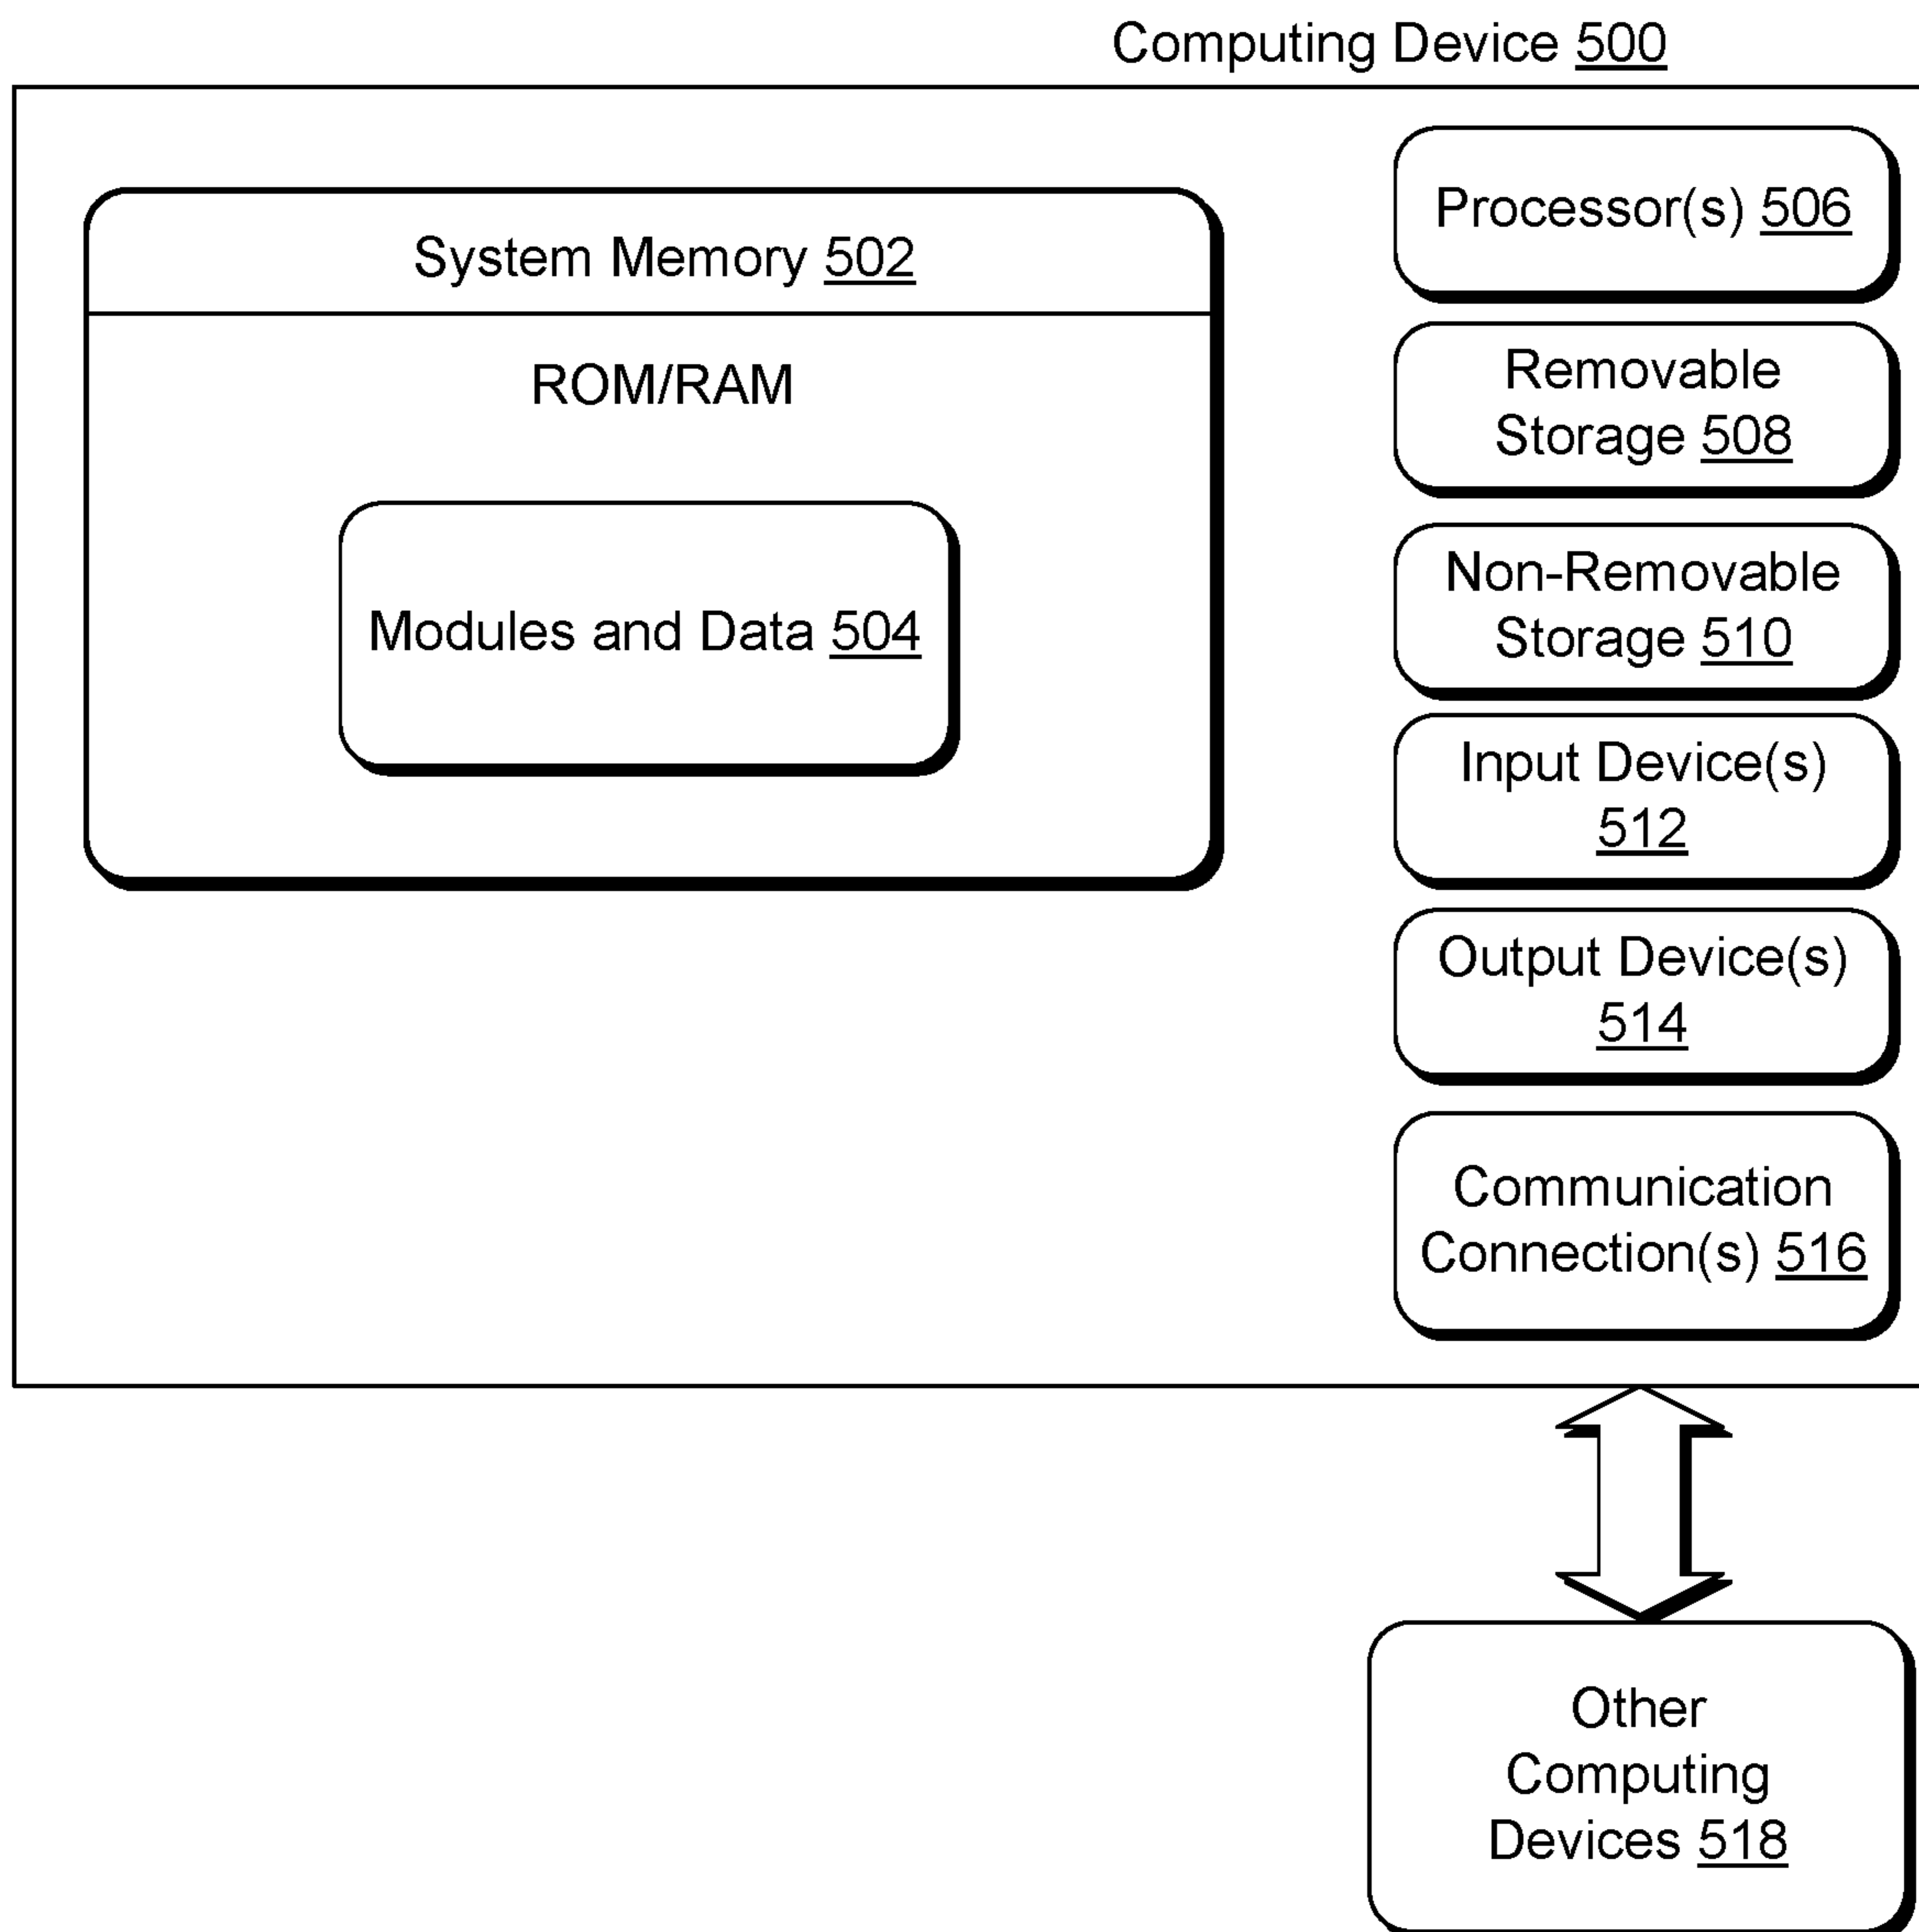 Computing Device 500
System Memory 502
ROM/RAM
Modules and Data 504
Processor(s) 506
Removable
Storage 508
Non-Removable
Storage 510
Input Device(s)
512
Output Device(s)
514
Communication
Connection(s) 516
Other
Computing
Devices 518